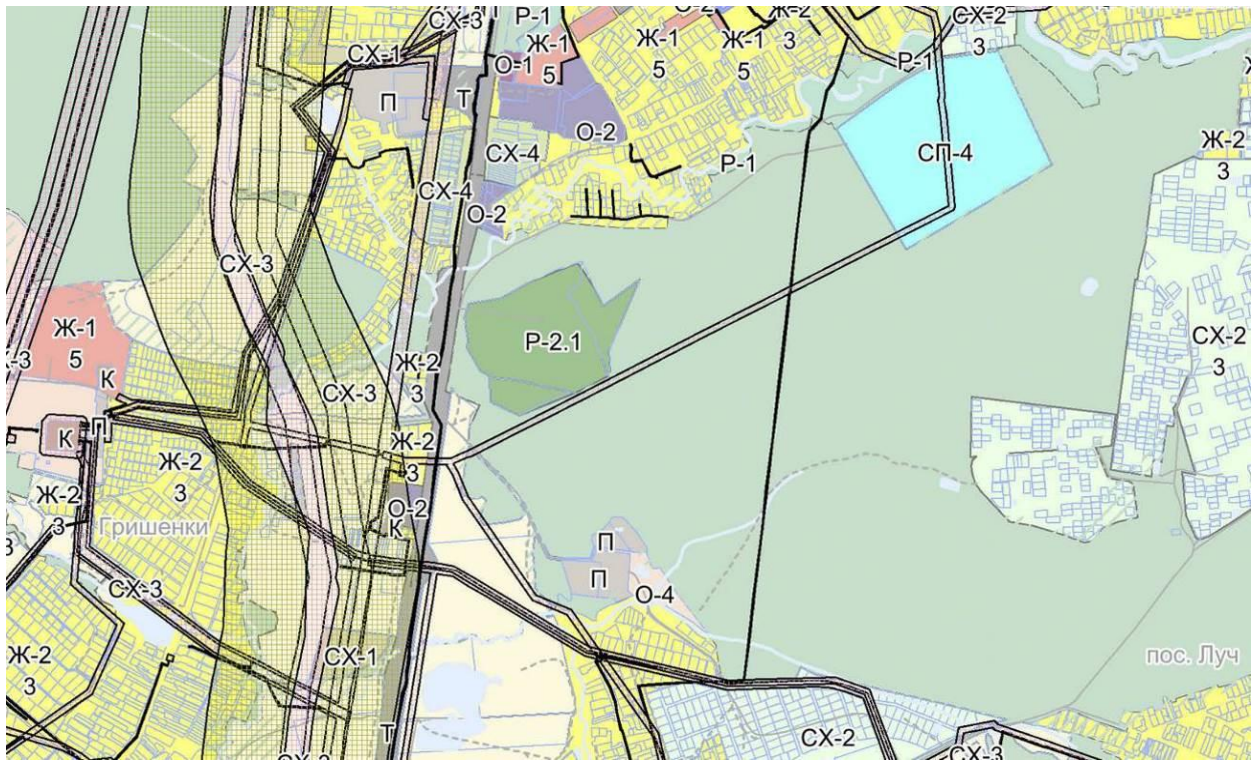 СХ-3
Р-1
О-2
Ж-2
3
СХ-2
3
СХ-1
Ж-1
5
Ж-1
5
Ж-1
5
О-1
Р-1
П
Т
О-2
СП-4
СХ-4
Р-1
Ж-2
3
СХ-4
О-2
СХ-3
Ж-1
5
Р-2.1
СХ-2
3
Ж-2
3
К
СХ-3
К
П
Ж-2
3
Ж-2
3
О-2
К
Ж-2
3
Гришенки
П
П
О-4
СХ-3
СХ-1
Ж-2
3
пос. Луч
Т
СХ-2
СХ-3